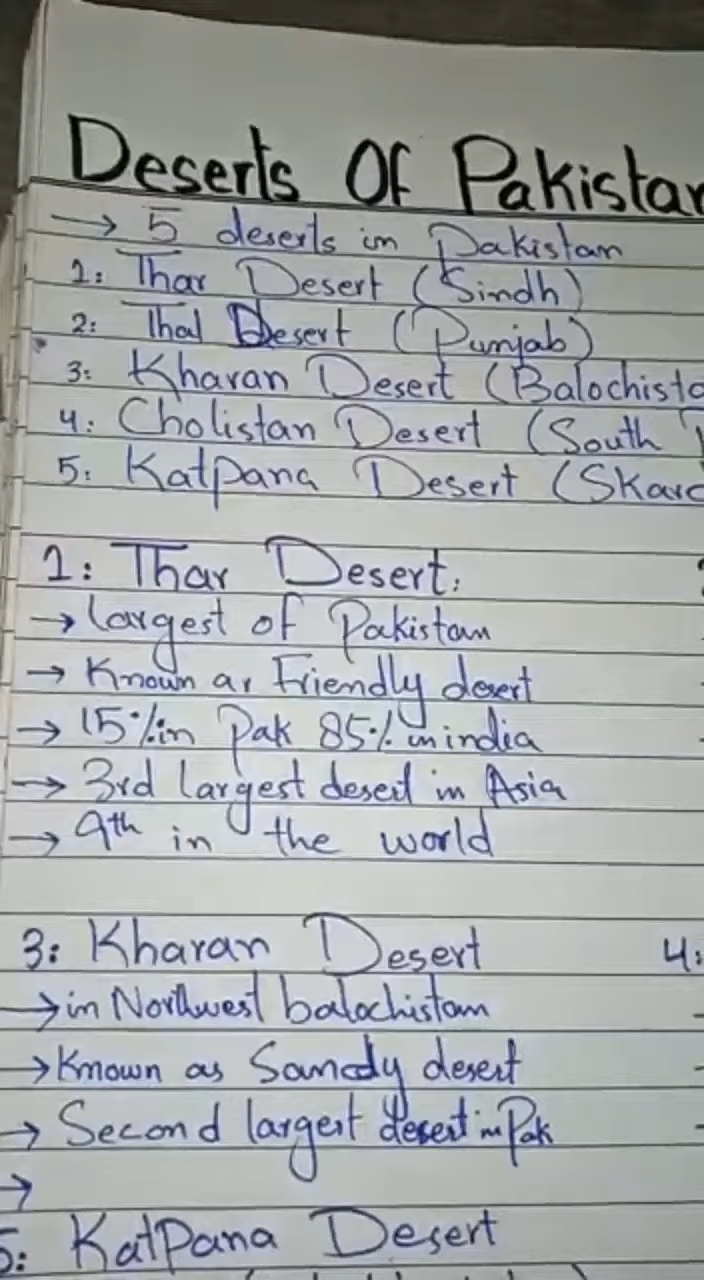 Deserts Of Pakistan
→ 5 deserts in Pakistan
1: Thar Desert (Sindh)
2: Thal Desert (Punjab)
3: Kharan Desert (Balochista
4: Cholistan Desert (South
5: Katpana Desert (Skard
1: Thar Desert:
→ largest of Pakistan
→ Known as Friendly desert
→ 15% in Pak 85% in india
→ 3rd largest desert in Asia
→ 9th in the world
3: Kharan Desert
4:
→ in Northwest balochistan
→ Known as Sandy desert
→ Second largest desert in Pak
→
5: KatPana Desert